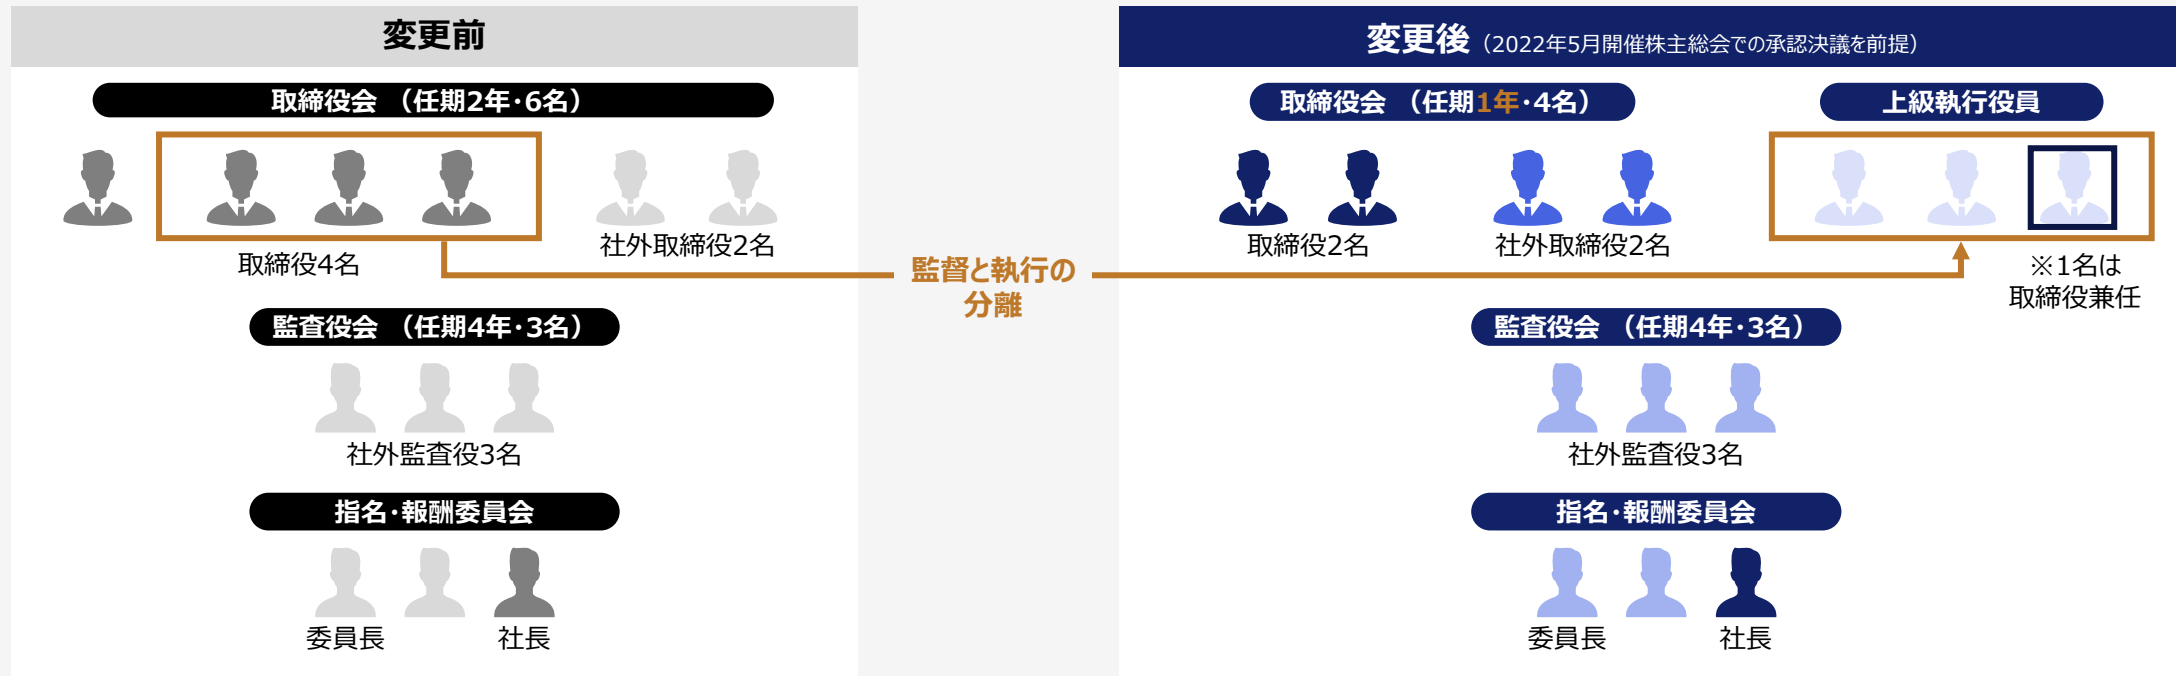 変更前
取締役会 （任期2年・6名）
取締役4名
社外取締役2名
監査役会 （任期4年・3名）
社外監査役3名
指名・報酬委員会
委員長
社長
監督と執行の
分離
変更後（2022年5月開催株主総会での承認決議を前提）
取締役会 （任期1年・4名）
上級執行役員
取締役2名
社外取締役2名
※1名は
取締役兼任
監査役会 （任期4年・3名）
社外監査役3名
指名・報酬委員会
委員長
社長